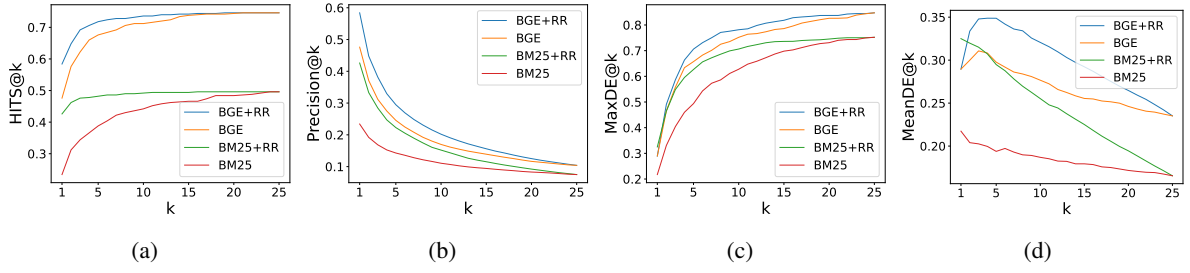 HITS@k
0.7
0.6
0.5
0.4
0.3
BGE+RR
BGE
BM25+RR
BM25
1 5 10 15 20 25
k
(a)
Precision@k
0.6
0.5
0.4
0.3
0.2
0.1
BGE+RR
BGE
BM25+RR
BM25
1 5 10 15 20 25
k
(b)
MaxDE@k
0.9
0.8
0.7
0.6
0.5
0.4
0.3
0.2
BGE+RR
BGE
BM25+RR
BM25
1 5 10 15 20 25
k
(c)
MeanDE@k
0.35
0.30
0.25
0.20
BGE+RR
BGE
BM25+RR
BM25
1 5 10 15 20 25
k
(d)